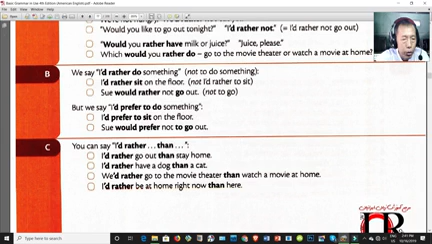 Basic Grammar in Use 4th Edition (American English).pdf
"Would you like to go out tonight?" "I'd rather not." (= I'd rather not go out)
"Would you rather have milk or juice?" "Juice, please."
Which would you rather do – go to the movie theater or watch a movie at home?
B
We say "I'd rather do something" (not to do something):
I'd rather sit on the floor. (not I'd rather to sit)
Sue would rather not go out. (not to go)
But we say "I'd prefer to do something":
I'd prefer to sit on the floor.
Sue would prefer not to go out.
C
You can say "I'd rather ... than ... ":
I'd rather go out than stay home.
I'd rather have a dog than a cat.
We'd rather go to the movie theater than watch a movie at home.
I'd rather be at home right now than here.
Type here to search
10/16/2019